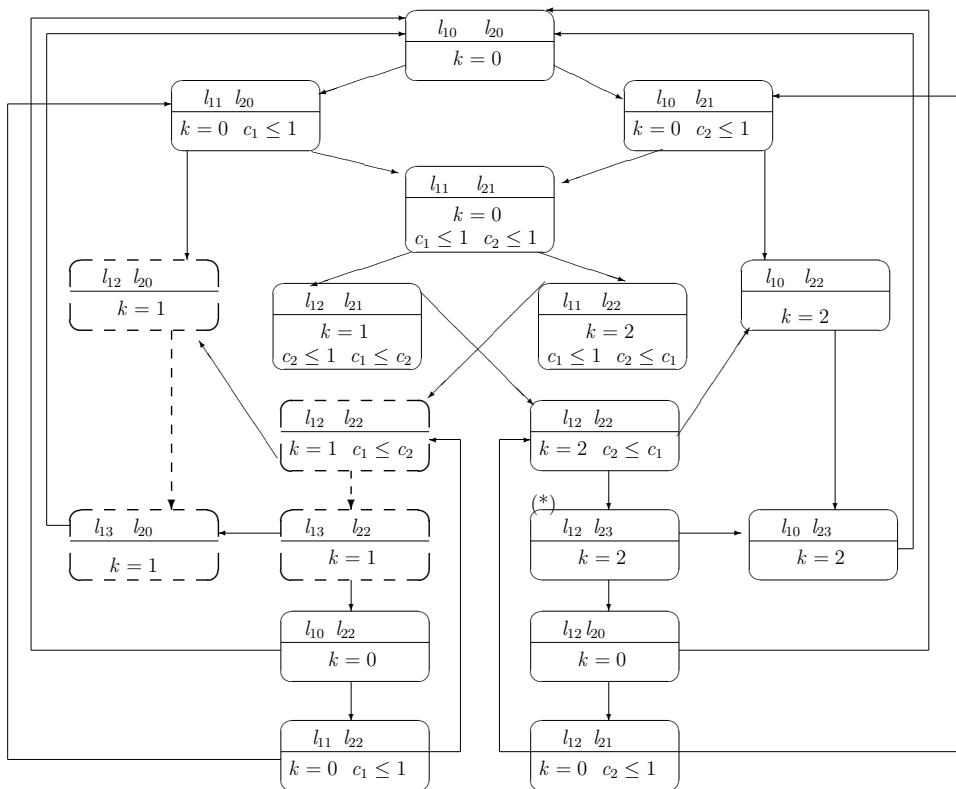 l₁₀ l₂₀
k = 0
l₁₁ l₂₀
k = 0 c₁ ≤ 1
l₁₀ l₂₁
k = 0 c₂ ≤ 1
l₁₁ l₂₁
k = 0
c₁ ≤ 1 c₂ ≤ 1
l₁₂ l₂₀
k = 1
l₁₂ l₂₁
k = 1
c₂ ≤ 1 c₁ ≤ c₂
l₁₁ l₂₂
k = 2
c₁ ≤ 1 c₂ ≤ c₁
l₁₀ l₂₂
k = 2
l₁₂ l₂₂
k = 1 c₁ ≤ c₂
l₁₂ l₂₂
k = 2 c₂ ≤ c₁
(*)
l₁₃ l₂₀
k = 1
l₁₃ l₂₂
k = 1
l₁₂ l₂₃
k = 2
l₁₀ l₂₃
k = 2
l₁₀ l₂₂
k = 0
l₁₂ l₂₀
k = 0
l₁₁ l₂₂
k = 0 c₁ ≤ 1
l₁₂ l₂₁
k = 0 c₂ ≤ 1